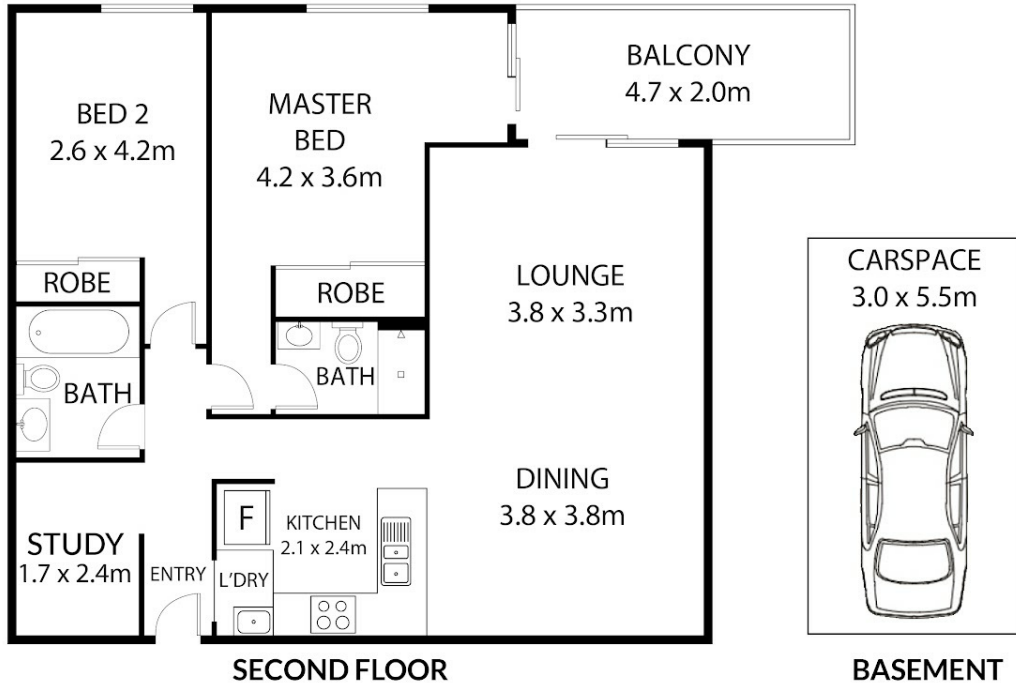 BALCONY
4.7 x 2.0m
BED 2
2.6 x 4.2m
MASTER
BED
4.2 x 3.6m
CARSPACE
3.0 x 5.5m
ROBE
ROBE
LOUNGE
3.8 x 3.3m
BATH
BATH
DINING
3.8 x 3.8m
F
KITCHEN
2.1 x 2.4m
STUDY
1.7 x 2.4m
ENTRY
L'DRY
SECOND FLOOR
BASEMENT